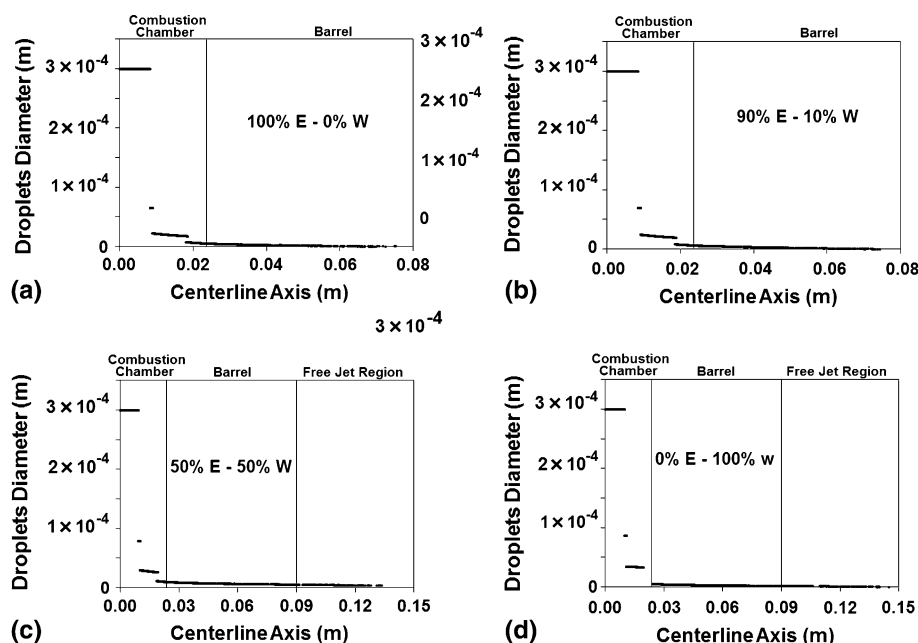 Combustion
Chamber
Barrel
Droplets Diameter (m)
3 × 10-4
2 × 10-4
1 × 10-4
0
3 × 10-4
2 × 10-4
1 × 10-4
0
100% E - 0% W
0.00 0.02 0.04 0.06 0.08
(a)
Centerline Axis (m)
Combustion
Chamber
Barrel
Droplets Diameter (m)
3 × 10-4
2 × 10-4
1 × 10-4
0
90% E - 10% W
0.00 0.02 0.04 0.06 0.08
(b)
Centerline Axis (m)
3 × 10-4
Combustion
Chamber
Barrel
Free Jet Region
Droplets Diameter (m)
3 × 10-4
2 × 10-4
1 × 10-4
0
50% E - 50% W
0.00 0.03 0.06 0.09 0.12 0.15
(c)
Centerline Axis (m)
Combustion
Chamber
Barrel
Free Jet Region
Droplets Diameter (m)
3 × 10-4
2 × 10-4
1 × 10-4
0
0% E - 100% w
0.00 0.03 0.06 0.09 0.12 0.15
(d)
Centerline Axis (m)